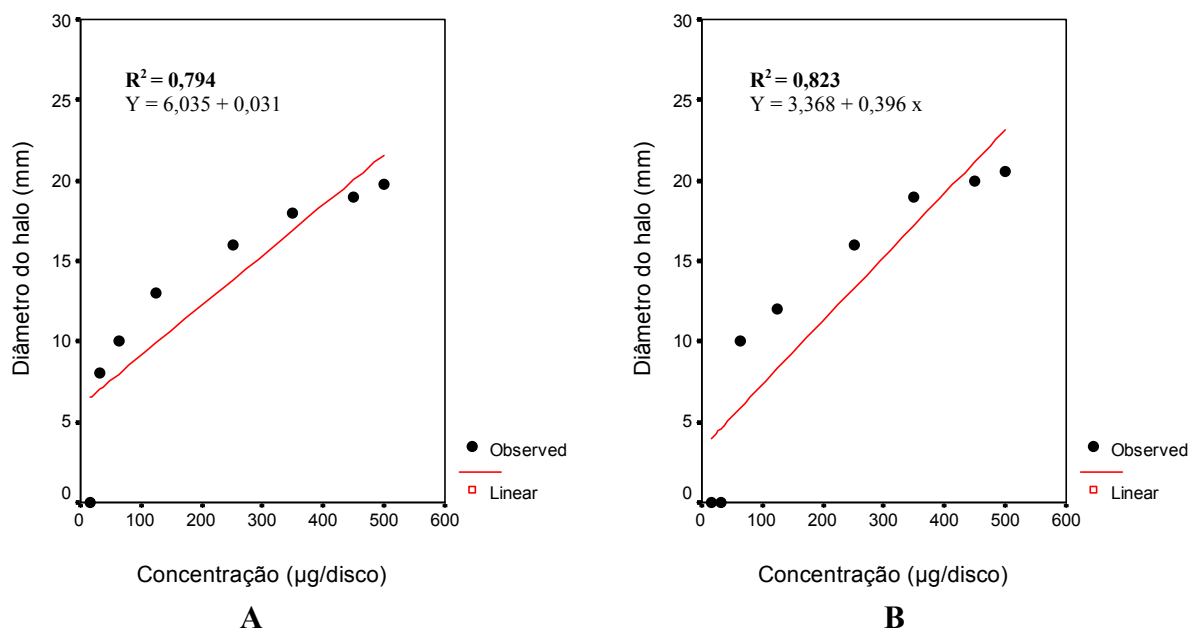 30
25
20
15
10
5
0
Diâmetro do halo (mm)
R² = 0,794
Y = 6,035 + 0,031
0 100 200 300 400 500 600
Concentração (µg/disco)
Observed
Linear
A
30
25
20
15
10
5
0
Diâmetro do halo (mm)
R² = 0,823
Y = 3,368 + 0,396 x
0 100 200 300 400 500 600
Concentração (µg/disco)
Observed
Linear
B